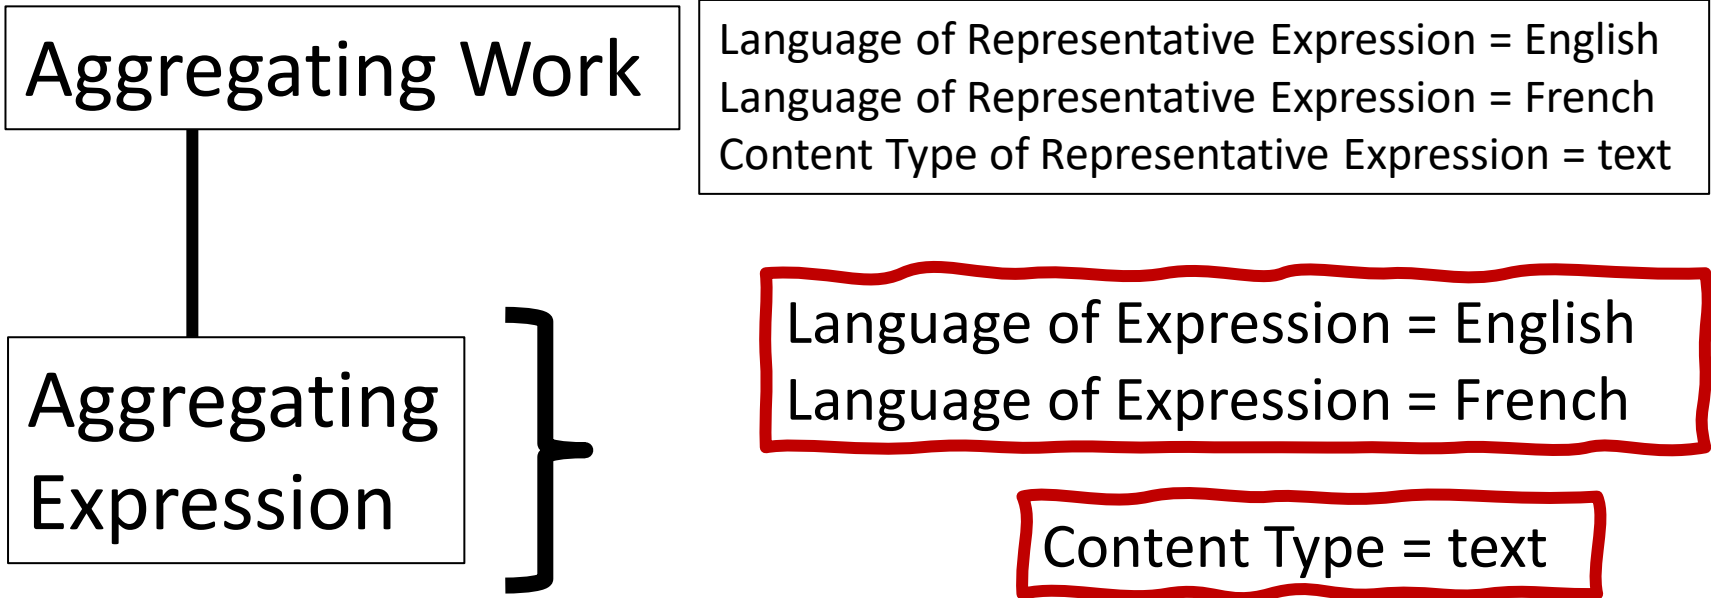 Aggregating Work
Language of Representative Expression = English
Language of Representative Expression = French
Content Type of Representative Expression = text
Aggregating
Expression
Language of Expression = English
Language of Expression = French
Content Type = text